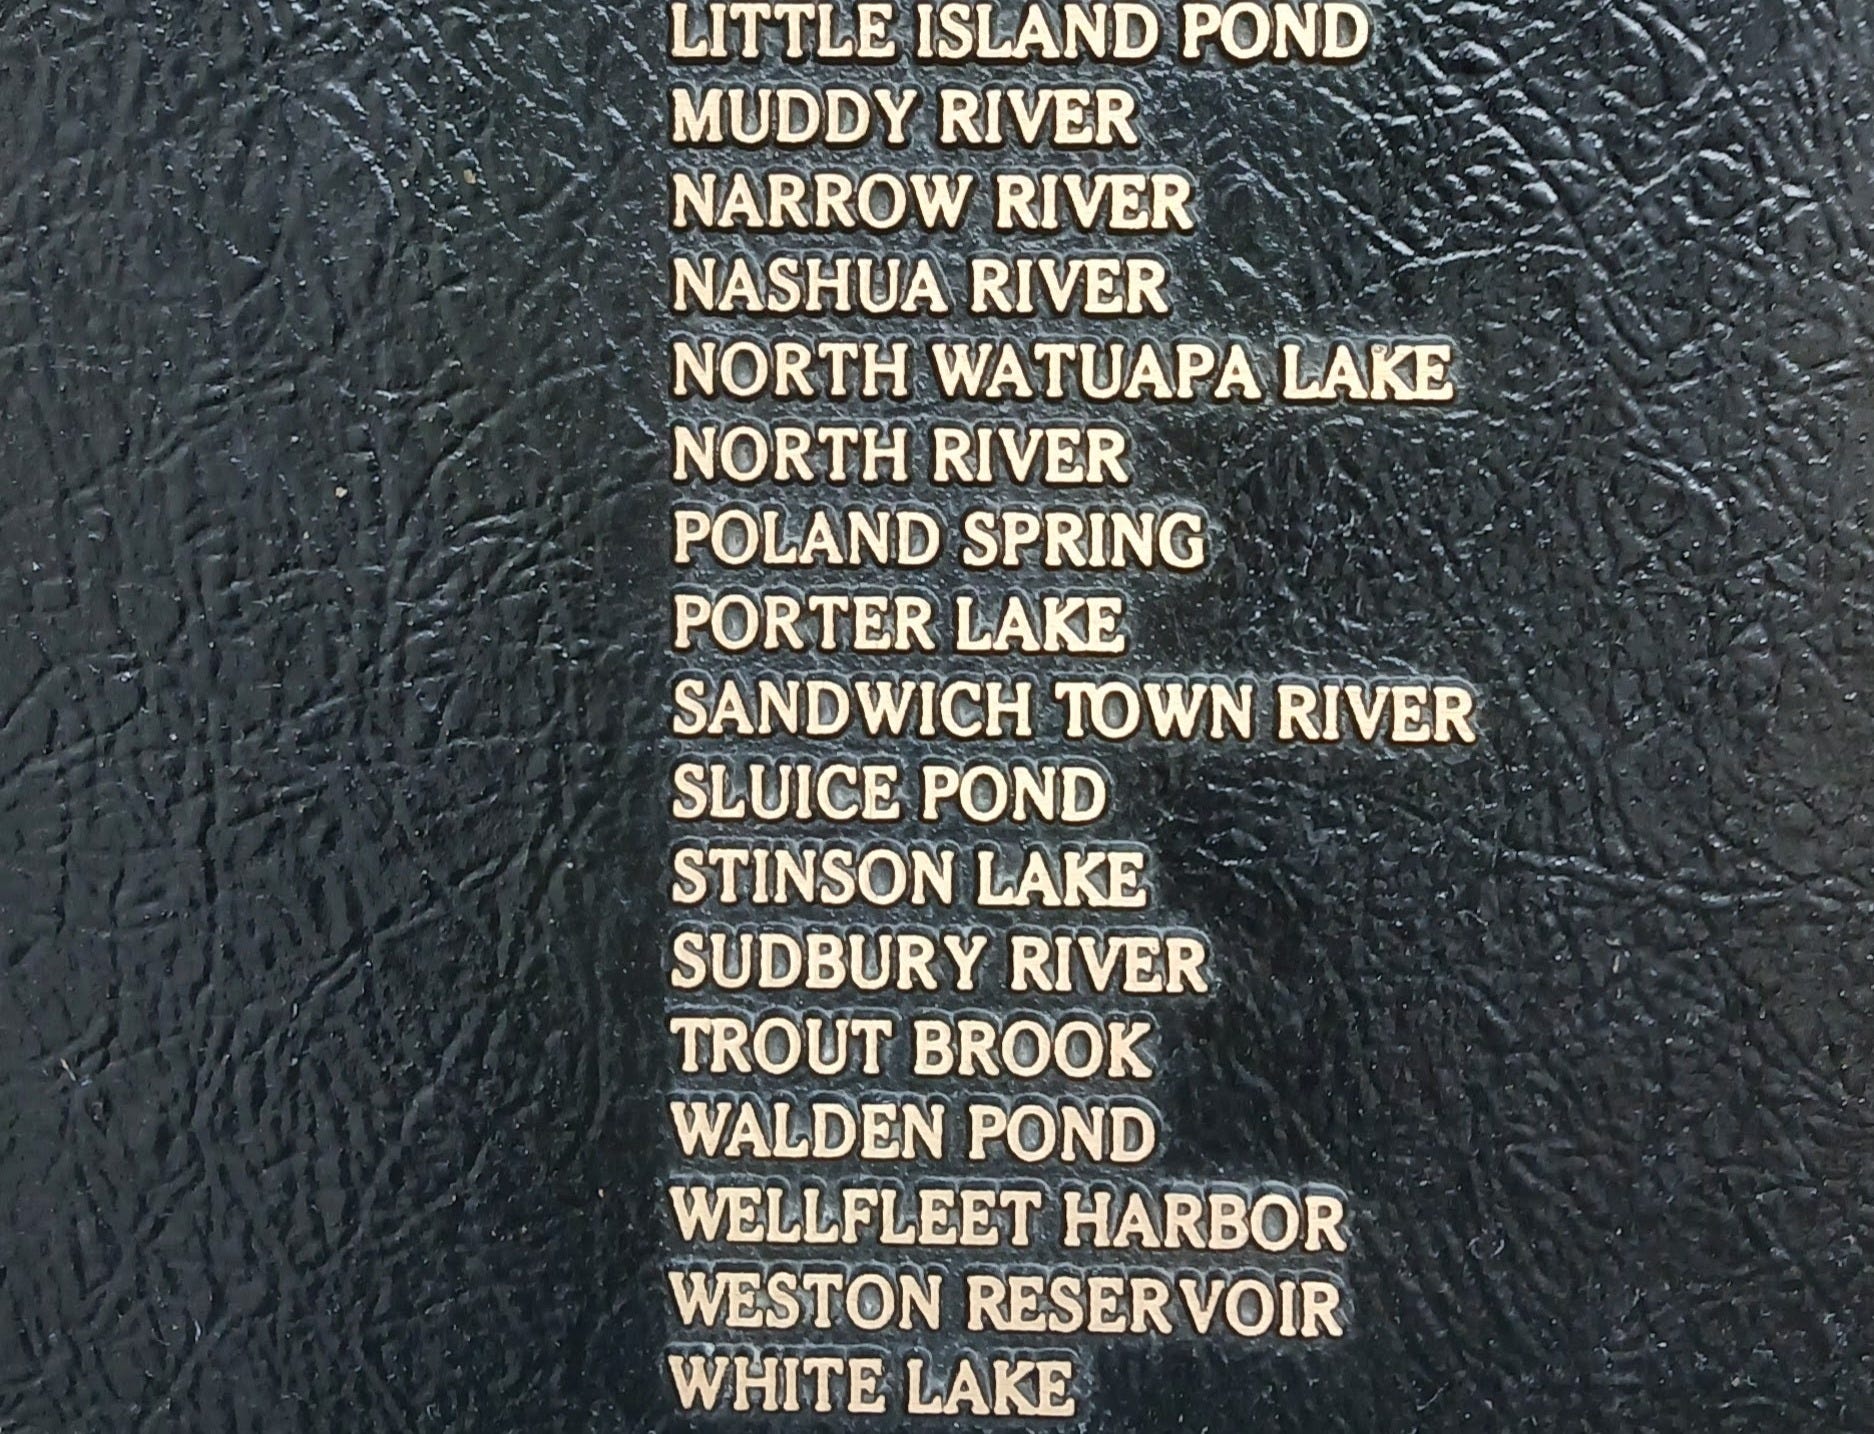 LITTLE ISLAND POND
MUDDY RIVER
NARROW RIVER
NASHUA RIVER
NORTH WATUAPA LAKE
NORTH RIVER
POLAND SPRING
PORTER LAKE
SANDWICH TOWN RIVER
SLUICE POND
STINSON LAKE
SUDBURY RIVER
TROUT BROOK
WALDEN POND
WELLFLEET HARBOR
WESTON RESERVOIR
WHITE LAKE